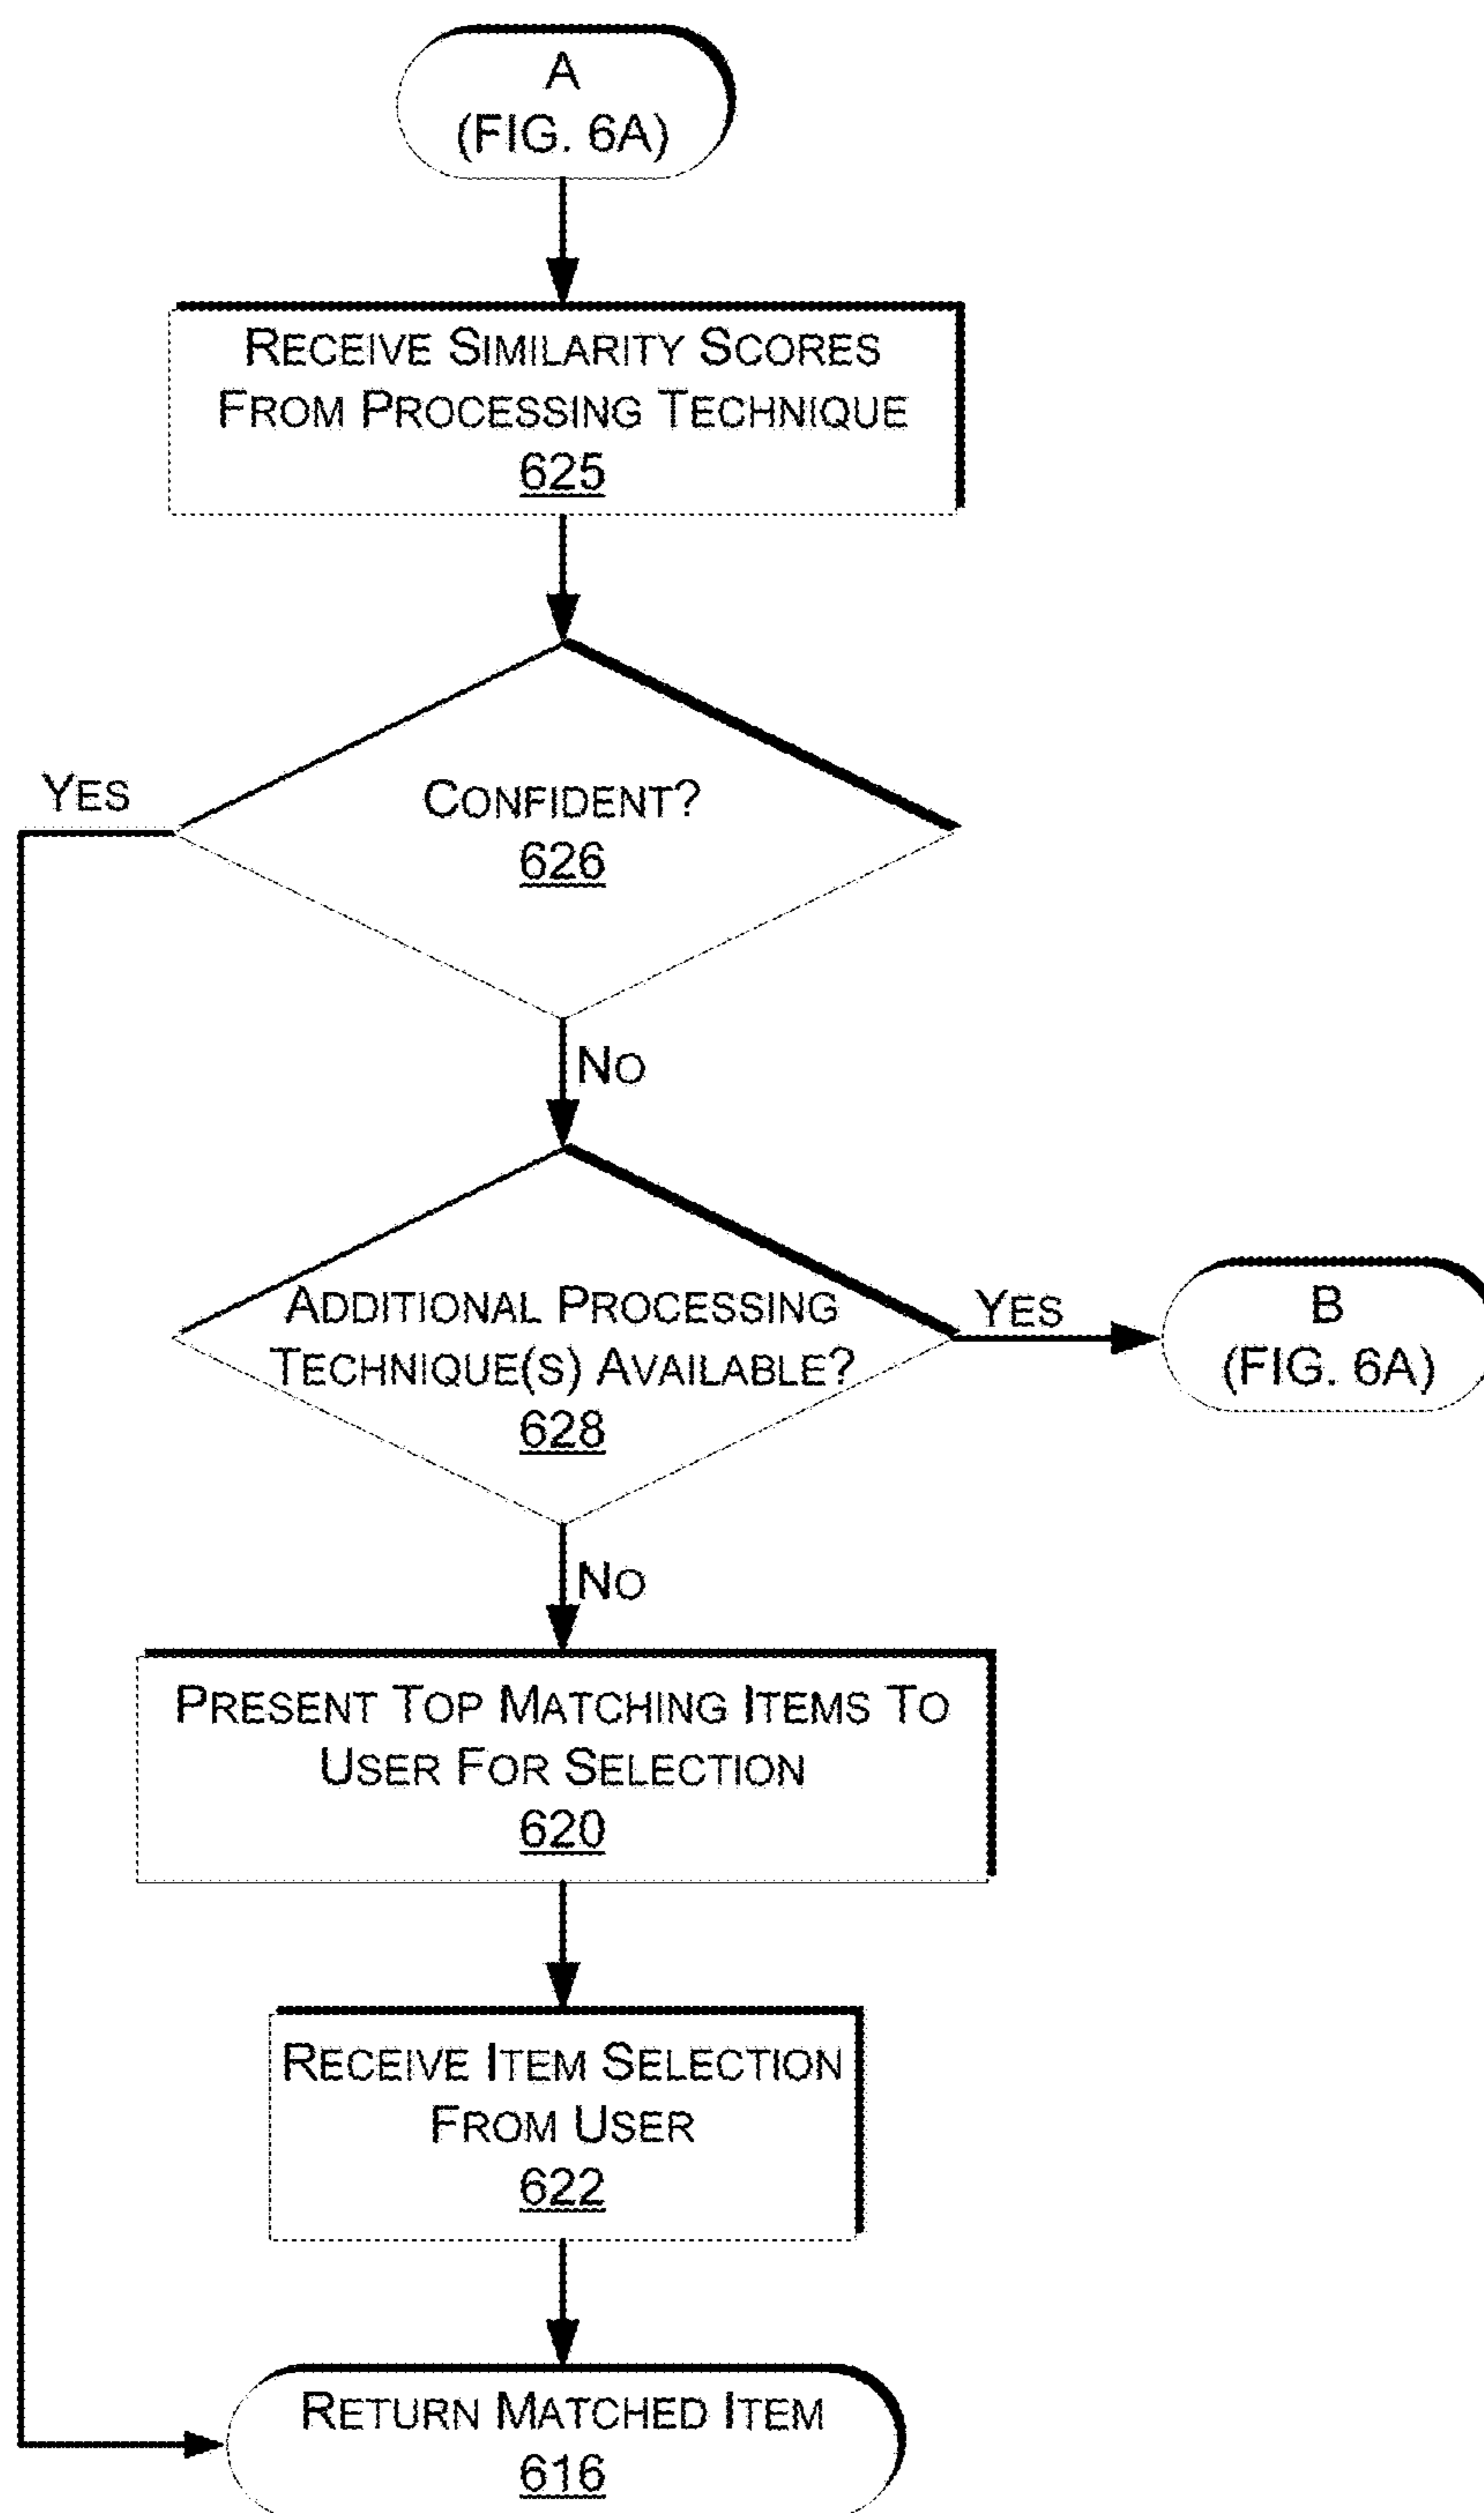 A
(FIG. 6A)
RECEIVE SIMILARITY SCORES
FROM PROCESSING TECHNIQUE
625
YES
CONFIDENT?
626
NO
ADDITIONAL PROCESSING
TECHNIQUE(S) AVAILABLE?
628
YES
B
(FIG. 6A)
NO
PRESENT TOP MATCHING ITEMS TO
USER FOR SELECTION
620
RECEIVE ITEM SELECTION
FROM USER
622
RETURN MATCHED ITEM
616